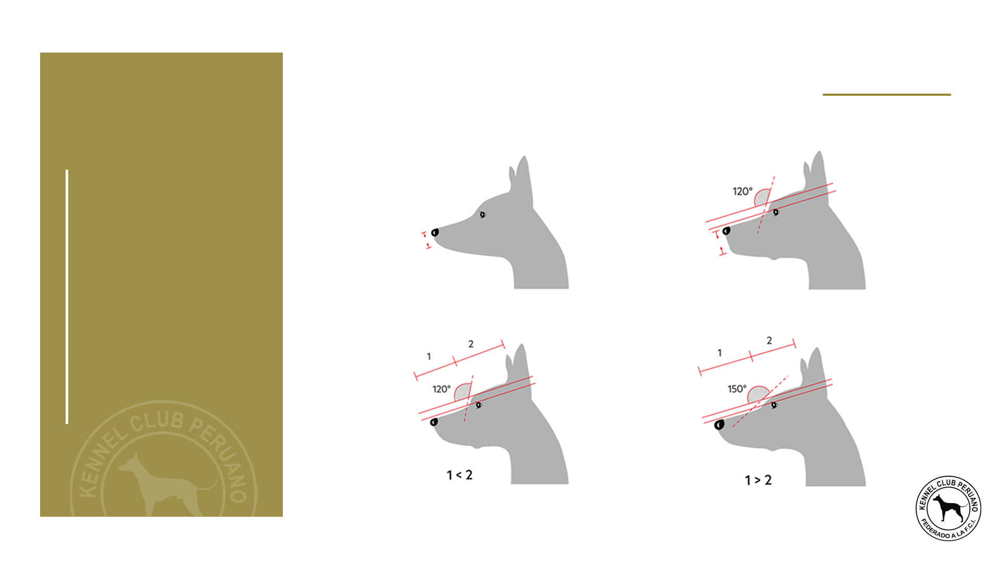 120°
2
1
120°
1 < 2
2
1
150°
1 > 2
KENNEL CLUB PERUANO
KENNEL CLUB PERUANO
FEDERADO A LA F.C.I.